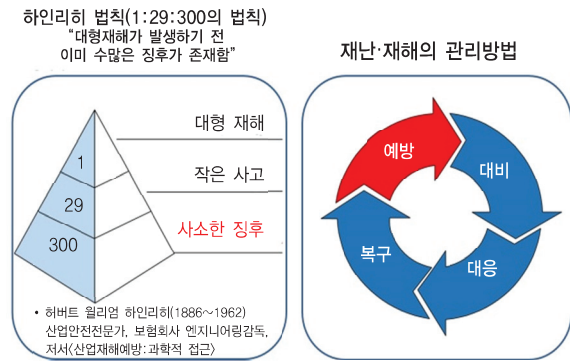 하인리히 법칙(1:29:300의 법칙)
“대형재해가 발생하기 전
이미 수많은 징후가 존재함”
대형 재해
1
작은 사고
29
사소한 징후
300
• 허버트 윌리엄 하인리히(1886～1962)
산업안전전문가, 보험회사 엔지니어링감독,
저서〈산업재해예방:과학적 접근〉
재난·재해의 관리방법
예방
대비
대응
복구